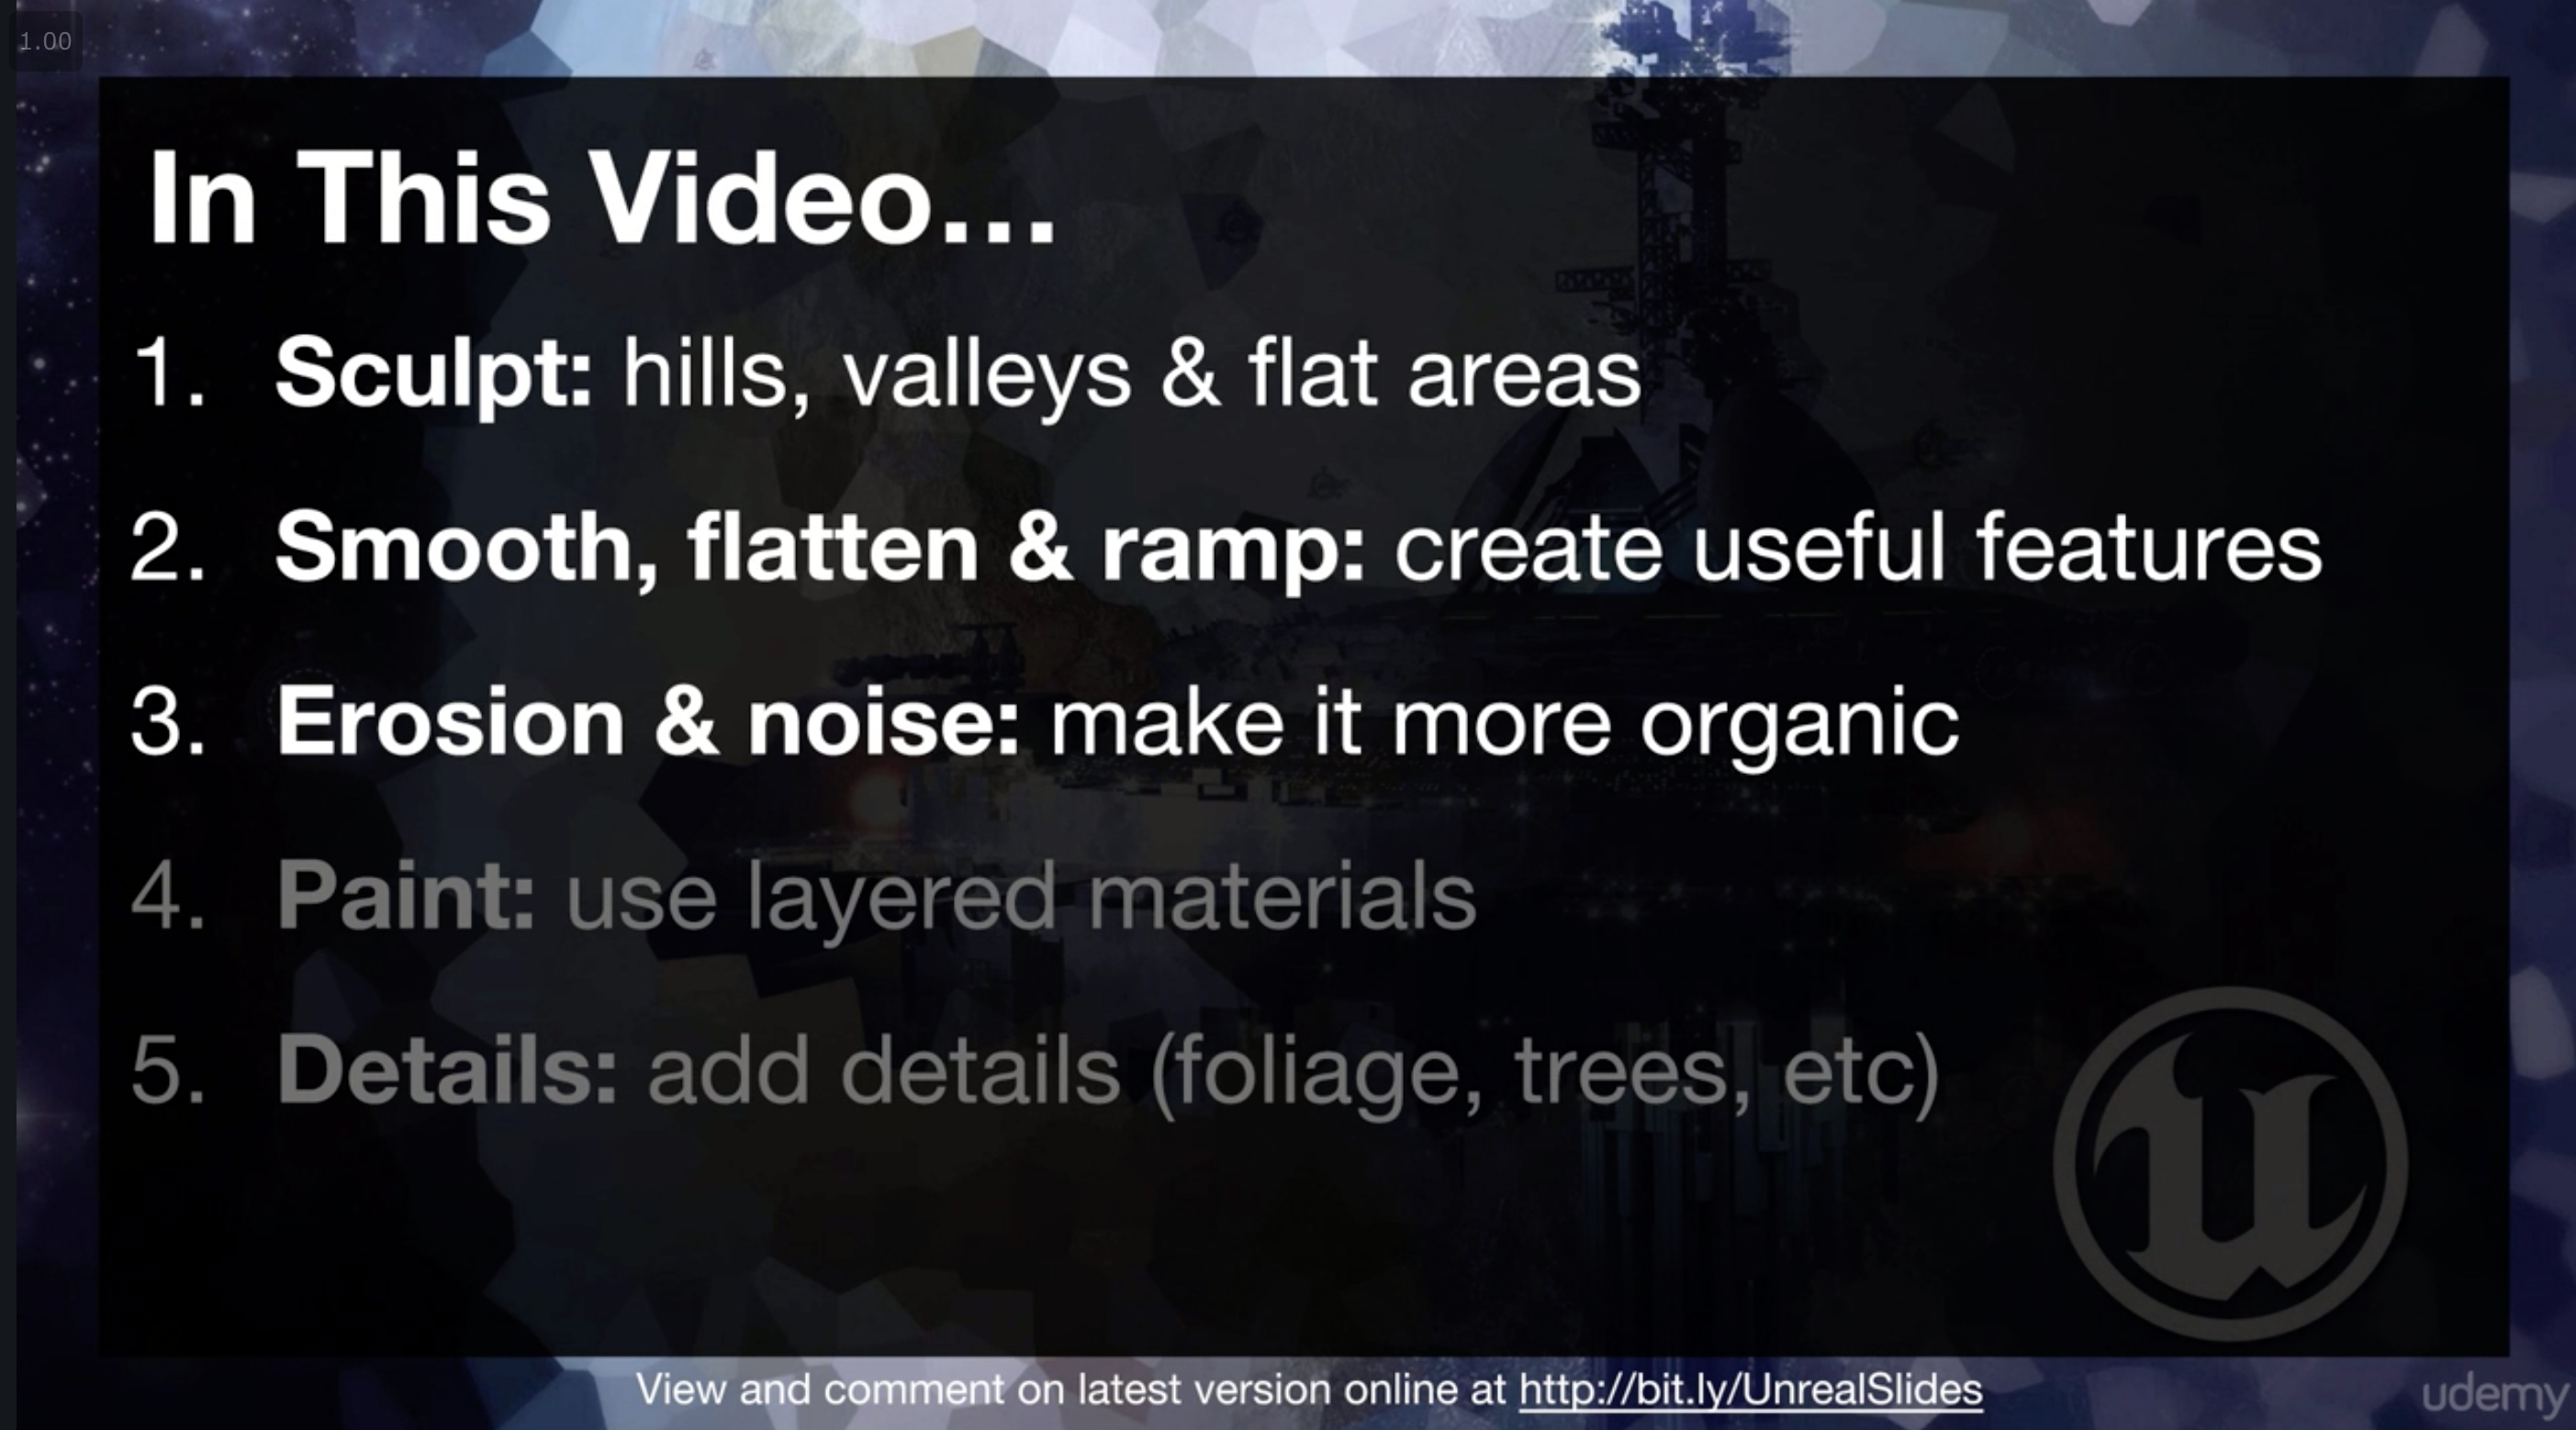 1.00
In This Video...
1. Sculpt: hills, valleys & flat areas
2. Smooth, flatten & ramp: create useful features
3. Erosion & noise: make it more organic
4. Paint: use layered materials
5. Details: add details (foliage, trees, etc)
View and comment on latest version online at http://bit.ly/UnrealSlides
udemy